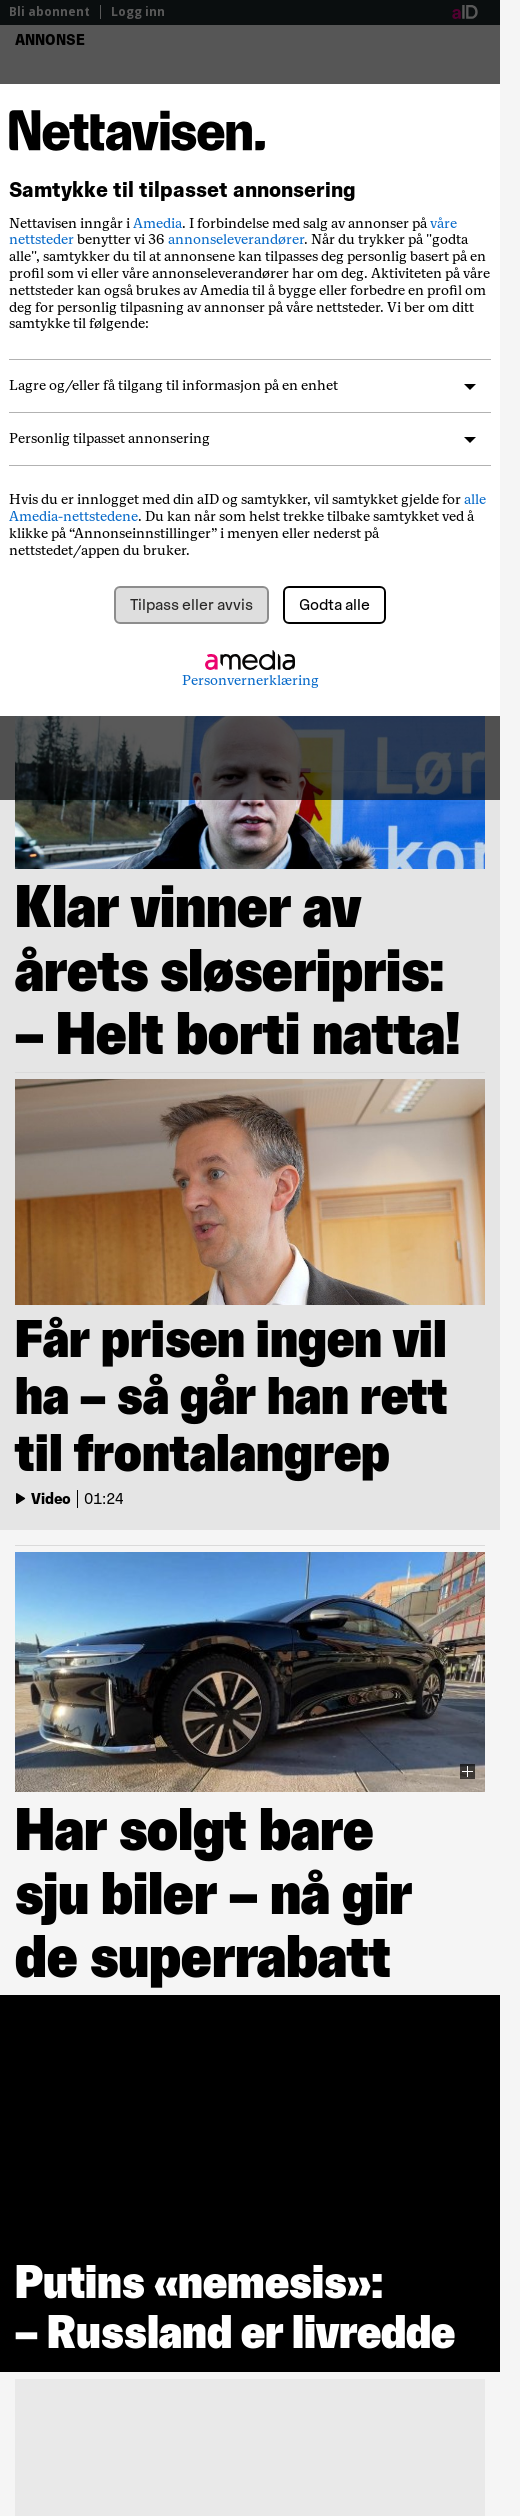 Bli abonnent | Logg inn
aID
ANNONSE
Nettavisen.
Samtykke til tilpasset annonsering
Nettavisen inngår i Amedia. I forbindelse med salg av annonser på våre
nettsteder benytter vi 36 annonseleverandører. Når du trykker på "godta
alle", samtykker du til at annonsene kan tilpasses deg personlig basert på en
profil som vi eller våre annonseleverandører har om deg. Aktiviteten på våre
nettsteder kan også brukes av Amedia til å bygge eller forbedre en profil om
deg for personlig tilpasning av annonser på våre nettsteder. Vi ber om ditt
samtykke til følgende:
Lagre og/eller få tilgang til informasjon på en enhet
Personlig tilpasset annonsering
Hvis du er innlogget med din aID og samtykker, vil samtykket gjelde for alle
Amedia-nettstedene. Du kan når som helst trekke tilbake samtykket ved å
klikke på “Annonseinnstillinger” i menyen eller nederst på
nettstedet/appen du bruker.
Tilpass eller avvis
Godta alle
amedia
Personvernerklæring
Lør
kon
Klar vinner av
årets sløseripris:
– Helt borti natta!
Får prisen ingen vil
ha – så går han rett
til frontalangrep
Video | 01:24
Har solgt bare
sju biler – nå gir
de superrabatt
Putins «nemesis»:
– Russland er livredde